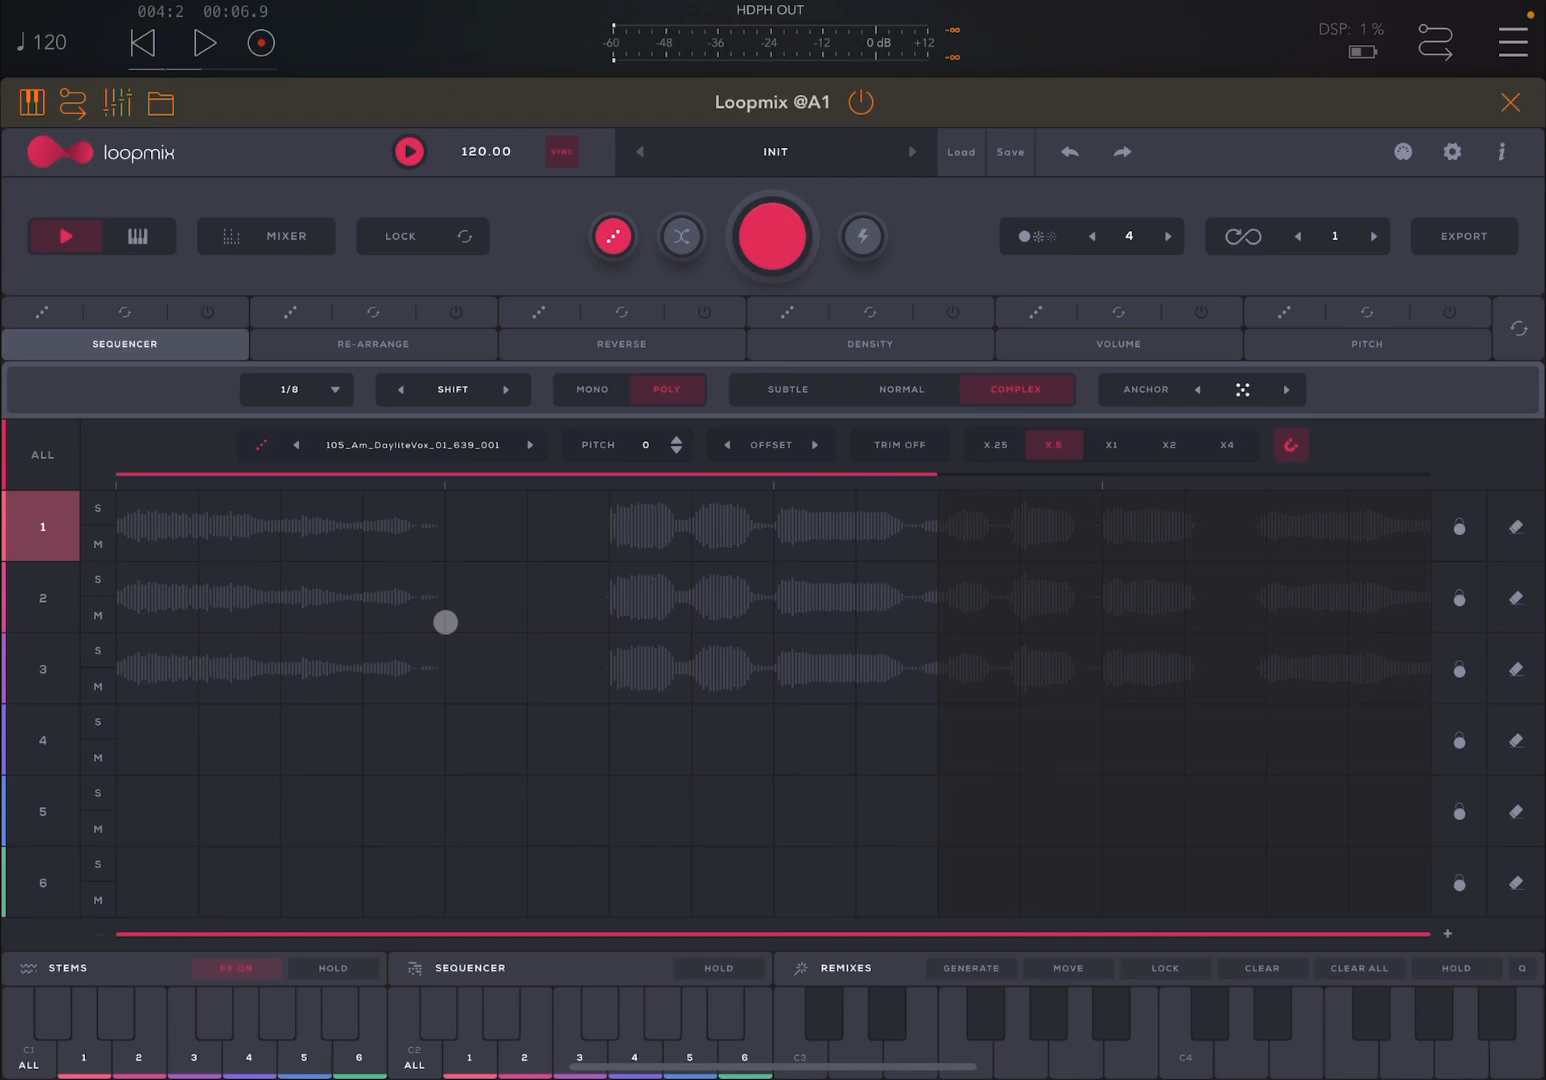 004:2 00:06.9
HDPH OUT
120
-60 -48 -36 -24 -12 0 dB +12
-∞
-∞
DSP: 1 %
Loopmix @A1
loopmix
120.00
SYNC
INIT
Load
Save
i
MIXER
LOCK
4
1
EXPORT
SEQUENCER
RE-ARRANGE
REVERSE
DENSITY
VOLUME
PITCH
1/8
SHIFT
MONO POLY
SUBTLE NORMAL COMPLEX
ANCHOR
ALL
105_Am_DayliteVox_01_639_001
PITCH 0
OFFSET
TRIM OFF
X.25 X.5 X1 X2 X4
1
S
M
2
S
M
3
S
M
4
S
M
5
S
M
6
S
M
- +
STEMS FX ON HOLD
SEQUENCER HOLD
REMIXES GENERATE MOVE LOCK CLEAR CLEAR ALL HOLD Q
C1 C2 C3 C4
ALL 1 2 3 4 5 6 ALL 1 2 3 4 5 6